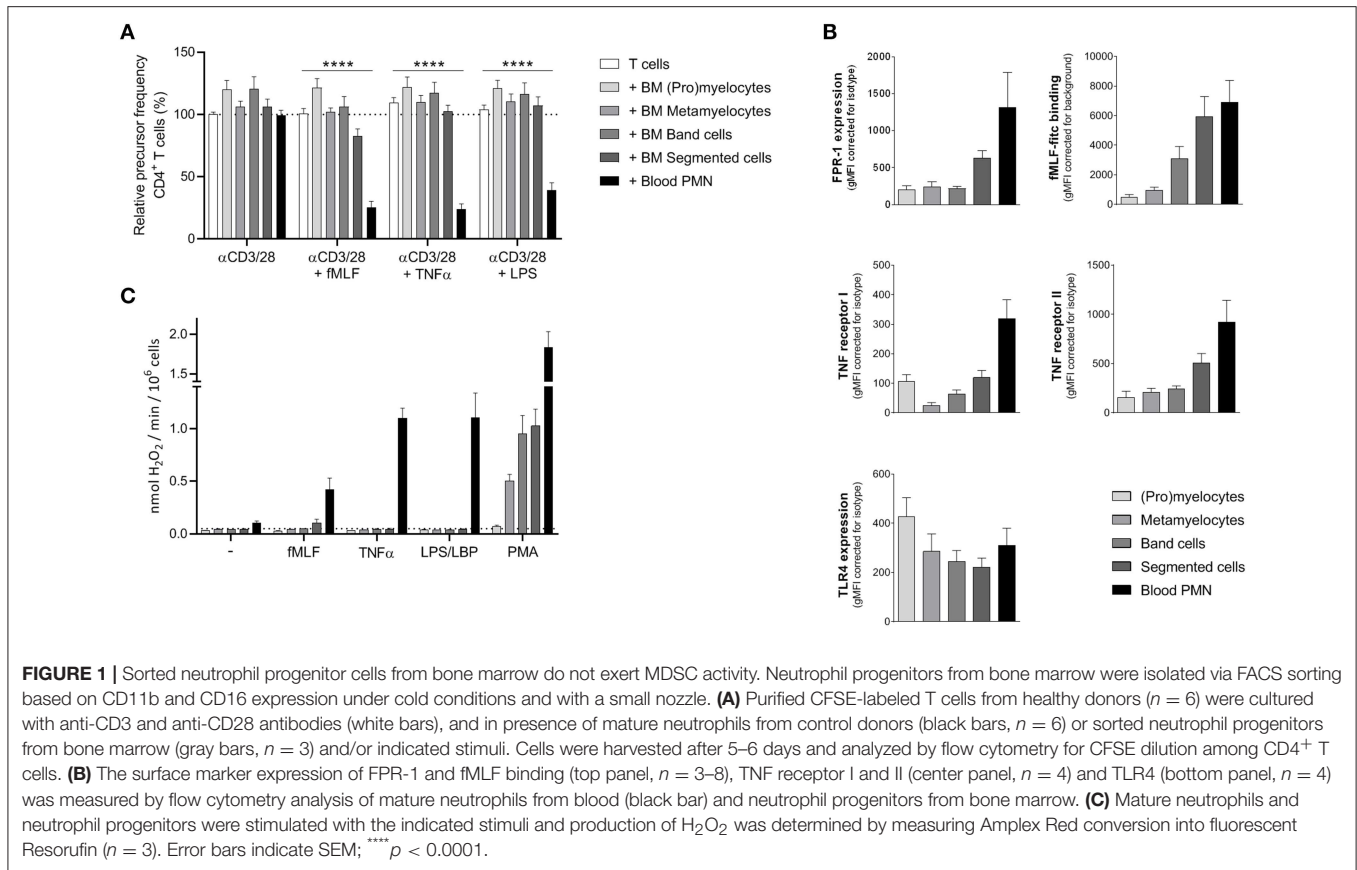 A
Relative precursor frequency
CD4+ T cells (%)
150
100
50
0
**** **** ****
αCD3/28
αCD3/28
+ fMLF
αCD3/28
+ TNFα
αCD3/28
+ LPS
T cells
+ BM (Pro)myelocytes
+ BM Metamyelocytes
+ BM Band cells
+ BM Segmented cells
+ Blood PMN
B
FPR-1 expression
(gMFI corrected for isotype)
2000
1500
1000
500
0
fMLF-fitc binding
(gMFI corrected for background)
10000
8000
6000
4000
2000
0
TNF receptor I
(gMFI corrected for isotype)
500
400
300
200
100
0
TNF receptor II
(gMFI corrected for isotype)
1500
1000
500
0
TLR4 expression
(gMFI corrected for isotype)
600
400
200
0
(Pro)myelocytes
Metamyelocytes
Band cells
Segmented cells
Blood PMN
C
nmol H2O2 / min / 10^6 cells
2.0
1.5
1.0
0.5
0.0
- fMLF TNFα LPS/LBP PMA
FIGURE 1 | Sorted neutrophil progenitor cells from bone marrow do not exert MDSC activity. Neutrophil progenitors from bone marrow were isolated via FACS sorting
based on CD11b and CD16 expression under cold conditions and with a small nozzle. (A) Purified CFSE-labeled T cells from healthy donors (n = 6) were cultured
with anti-CD3 and anti-CD28 antibodies (white bars), and in presence of mature neutrophils from control donors (black bars, n = 6) or sorted neutrophil progenitors
from bone marrow (gray bars, n = 3) and/or indicated stimuli. Cells were harvested after 5–6 days and analyzed by flow cytometry for CFSE dilution among CD4+ T
cells. (B) The surface marker expression of FPR-1 and fMLF binding (top panel, n = 3–8), TNF receptor I and II (center panel, n = 4) and TLR4 (bottom panel, n = 4)
was measured by flow cytometry analysis of mature neutrophils from blood (black bar) and neutrophil progenitors from bone marrow. (C) Mature neutrophils and
neutrophil progenitors were stimulated with the indicated stimuli and production of H2O2 was determined by measuring Amplex Red conversion into fluorescent
Resorufin (n = 3). Error bars indicate SEM; ****p < 0.0001.